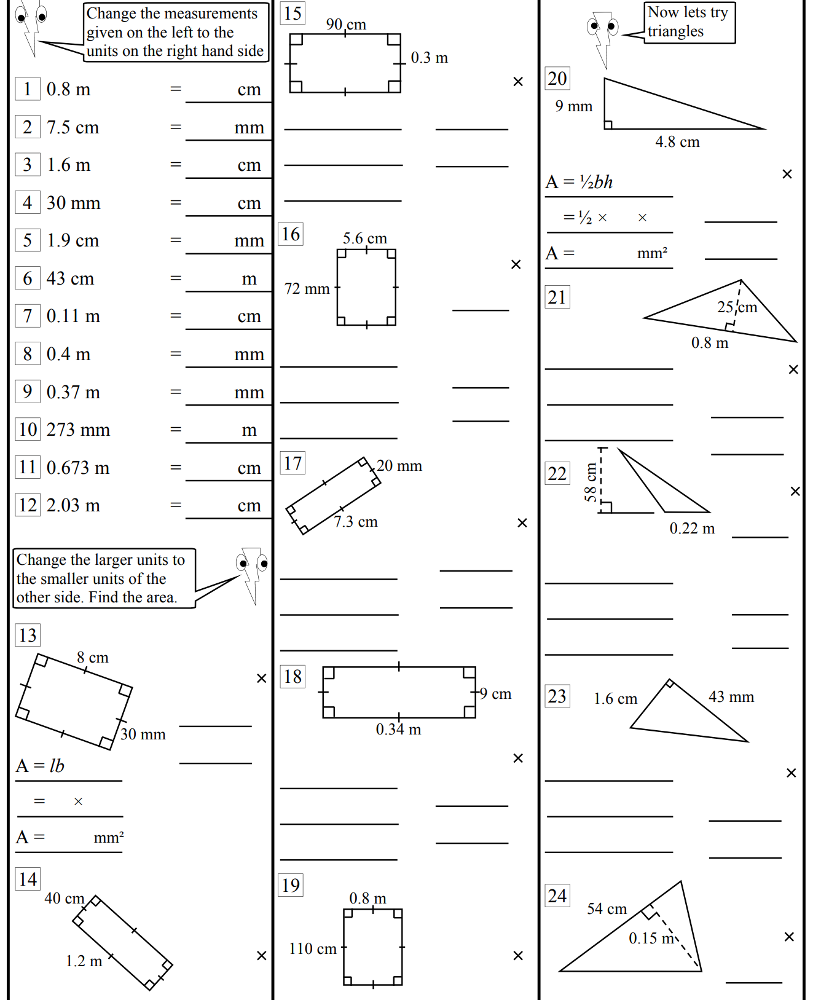 Change the measurements
given on the left to the
units on the right hand side
1 0.8 m = cm
2 7.5 cm = mm
3 1.6 m = cm
4 30 mm = cm
5 1.9 cm = mm
6 43 cm = m
7 0.11 m = cm
8 0.4 m = mm
9 0.37 m = mm
10 273 mm = m
11 0.673 m = cm
12 2.03 m = cm
Change the larger units to
the smaller units of the
other side. Find the area.
13
8 cm
×
30 mm
A = lb
= ×
A = mm²
14
40 cm
1.2 m
×
15
90 cm
0.3 m
×
16
5.6 cm
×
72 mm
17
20 mm
7.3 cm
×
18
9 cm
0.34 m
×
19
0.8 m
110 cm
×
Now lets try
triangles
20
9 mm
4.8 cm
×
A = ½bh
= ½ × ×
A = mm²
21
25 cm
0.8 m
×
22
58 cm
×
0.22 m
23
1.6 cm
43 mm
×
24
54 cm
0.15 m
×